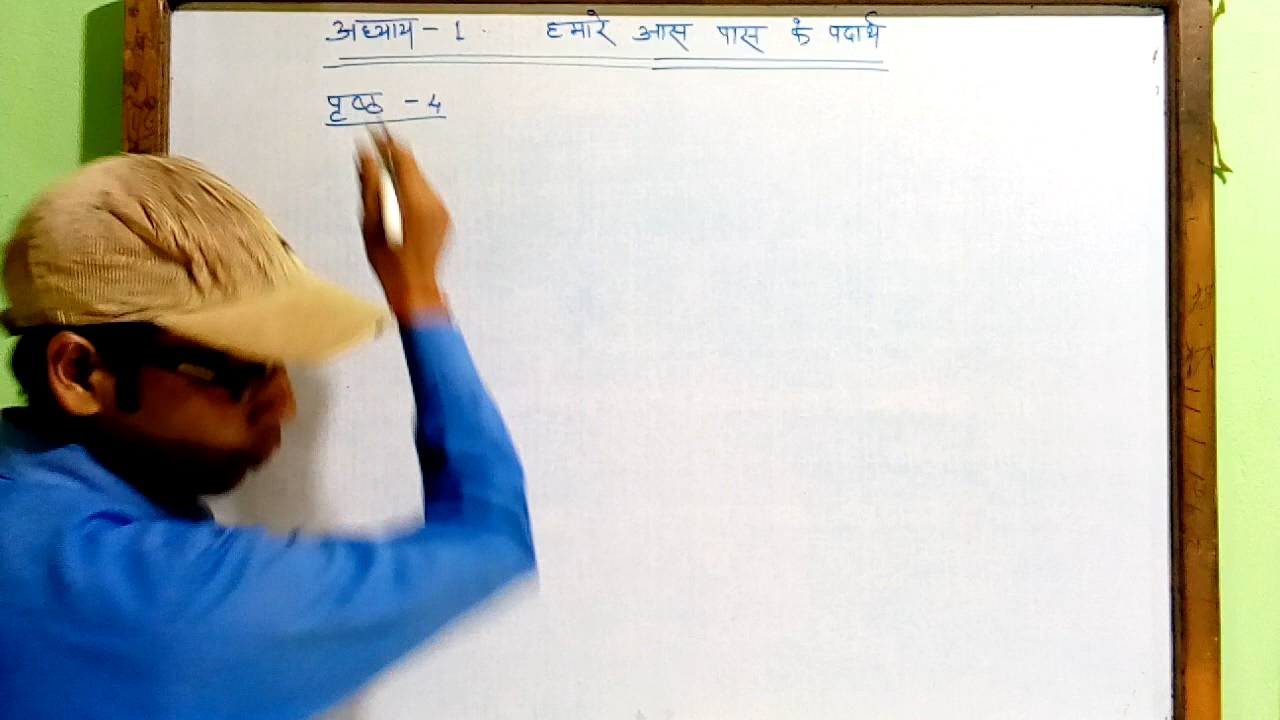 अध्याय - 1. हमारे आस पास के पदार्थ
पृष्ठ - 4